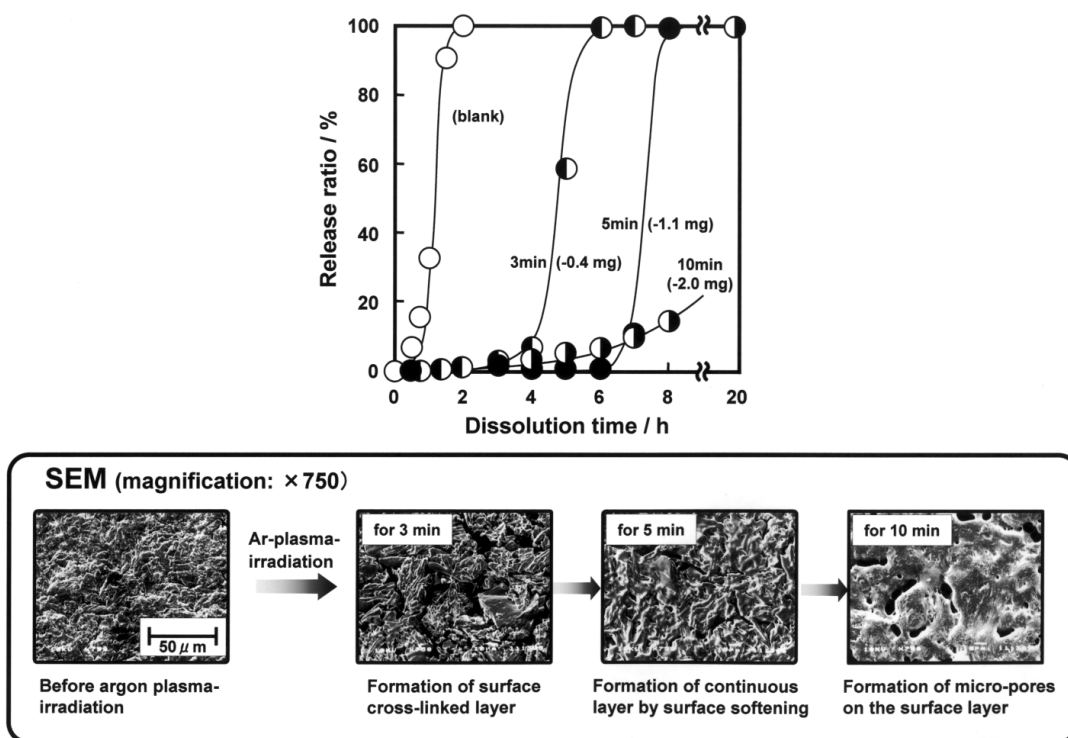 100
80
60
40
20
0
Release ratio / %
(blank)
5min (-1.1 mg)
3min (-0.4 mg)
10min
(-2.0 mg)
0 2 4 6 8 20
Dissolution time / h
SEM (magnification: ×750)
Ar-plasma-
irradiation
for 3 min
for 5 min
for 10 min
50 μm
Before argon plasma-
irradiation
Formation of surface
cross-linked layer
Formation of continuous
layer by surface softening
Formation of micro-pores
on the surface layer